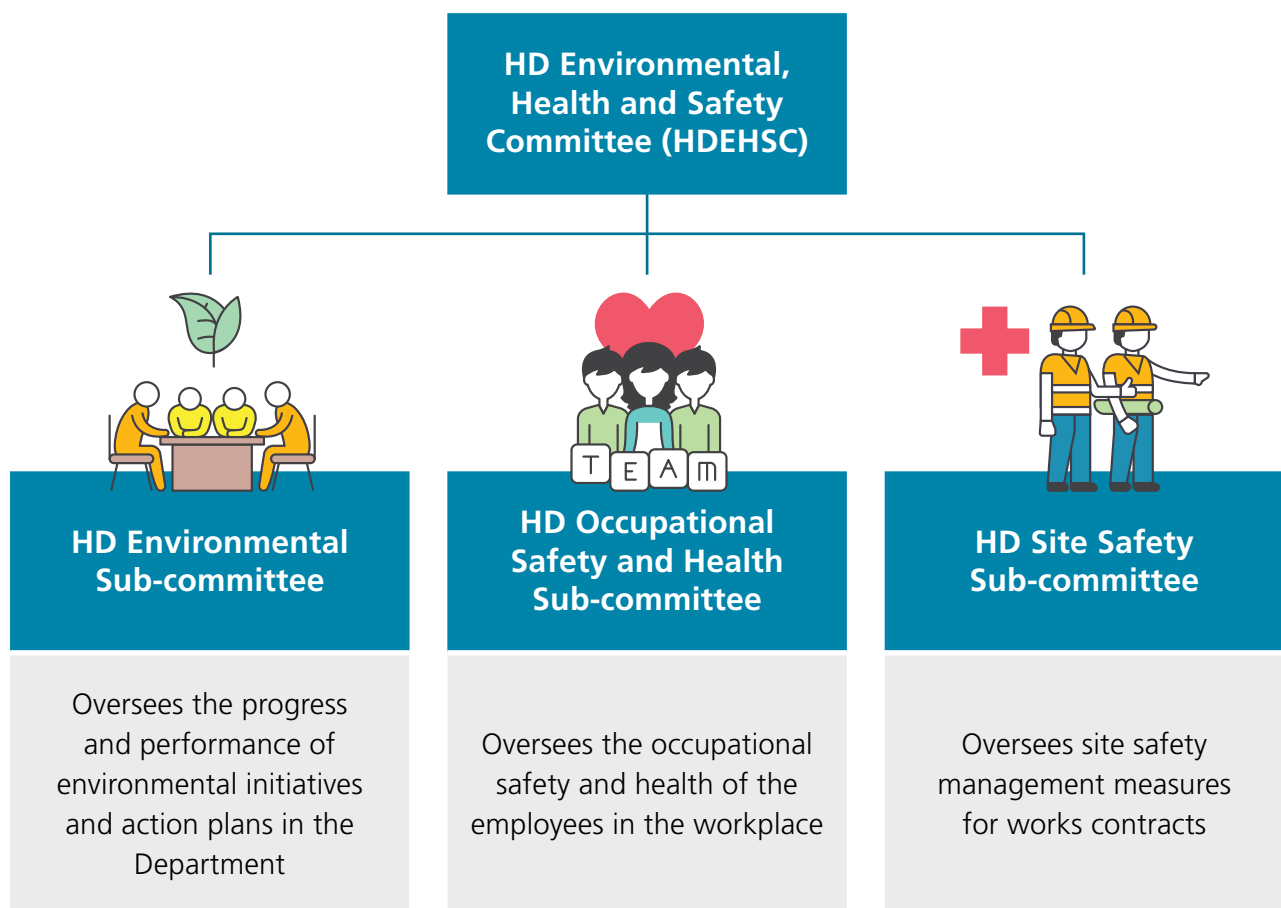 HD Environmental,
Health and Safety
Committee (HDEHSC)
T E A M
HD Environmental
Sub-committee
HD Occupational
Safety and Health
Sub-committee
HD Site Safety
Sub-committee
Oversees the progress
and performance of
environmental initiatives
and action plans in the
Department
Oversees the occupational
safety and health of the
employees in the workplace
Oversees site safety
management measures
for works contracts